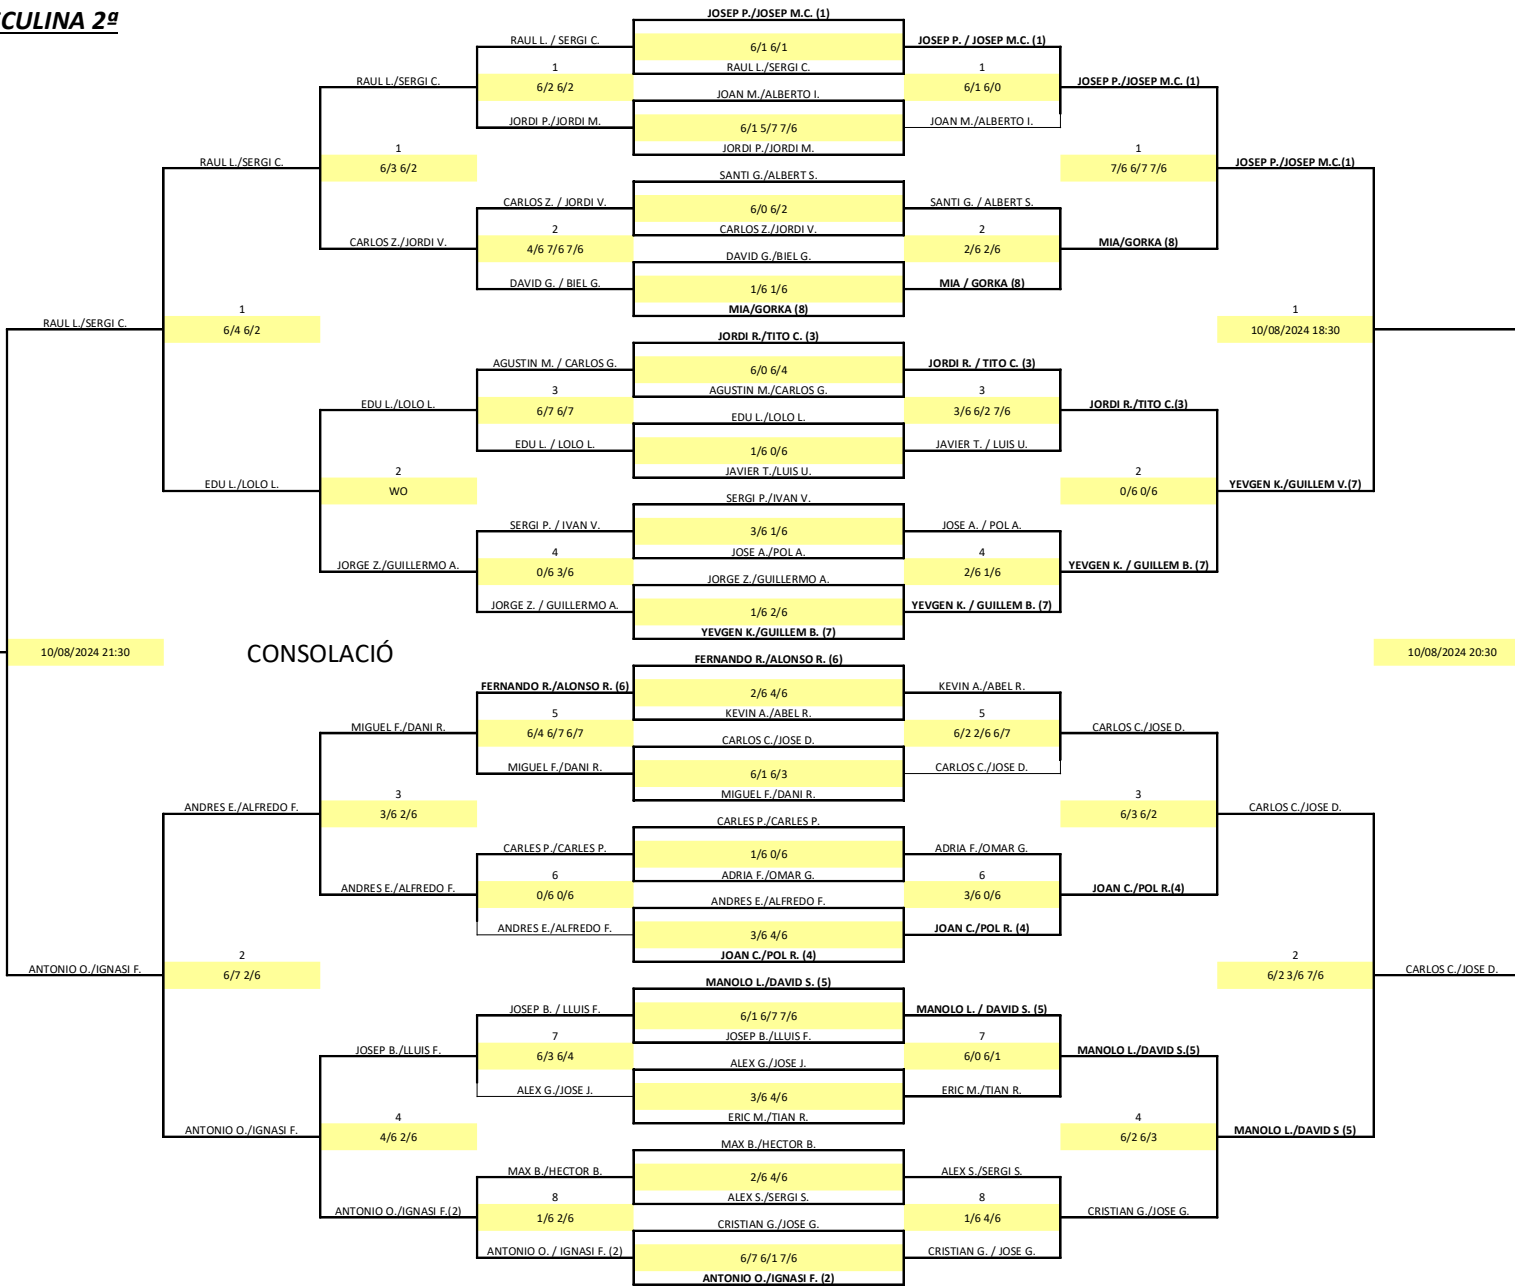 CULINA 2ª
JOSEP P./JOSEP M.C. (1)
RAUL L. / SERGI C.
6/1 6/1
JOSEP P. / JOSEP M.C. (1)
1
RAUL L./SERGI C.
1
RAUL L./SERGI C.
6/2 6/2
JOAN M./ALBERTO I.
6/1 6/0
JOSEP P./JOSEP M.C. (1)
JORDI P./JORDI M.
6/1 5/7 7/6
JOAN M./ALBERTO I.
1
JORDI P./JORDI M.
1
RAUL L./SERGI C.
6/3 6/2
7/6 6/7 7/6
JOSEP P./JOSEP M.C.(1)
SANTI G./ALBERT S.
CARLOS Z. / JORDI V.
6/0 6/2
SANTI G. / ALBERT S.
2
CARLOS Z./JORDI V.
2
CARLOS Z./JORDI V.
4/6 7/6 7/6
DAVID G./BIEL G.
2/6 2/6
MIA/GORKA (8)
DAVID G. / BIEL G.
1/6 1/6
MIA / GORKA (8)
1
MIA/GORKA (8)
1
RAUL L./SERGI C.
6/4 6/2
10/08/2024 18:30
JORDI R./TITO C. (3)
AGUSTIN M. / CARLOS G.
6/0 6/4
JORDI R. / TITO C. (3)
3
AGUSTIN M./CARLOS G.
3
EDU L./LOLO L.
6/7 6/7
EDU L./LOLO L.
3/6 6/2 7/6
JORDI R./TITO C.(3)
EDU L. / LOLO L.
1/6 0/6
JAVIER T. / LUIS U.
2
JAVIER T./LUIS U.
2
EDU L./LOLO L.
WO
0/6 0/6
YEVGEN K./GUILLEM V.(7)
SERGI P./IVAN V.
SERGI P. / IVAN V.
3/6 1/6
JOSE A. / POL A.
4
JOSE A./POL A.
4
JORGE Z./GUILLERMO A.
0/6 3/6
JORGE Z./GUILLERMO A.
2/6 1/6
YEVGEN K. / GUILLEM B. (7)
JORGE Z. / GUILLERMO A.
1/6 2/6
YEVGEN K. / GUILLEM B. (7)
YEVGEN K./GUILLEM B. (7)
10/08/2024 21:30
CONSOLACIÓ
10/08/2024 20:30
FERNANDO R./ALONSO R. (6)
FERNANDO R./ALONSO R. (6)
2/6 4/6
KEVIN A./ABEL R.
5
KEVIN A./ABEL R.
5
MIGUEL F./DANI R.
6/4 6/7 6/7
CARLOS C./JOSE D.
6/2 2/6 6/7
CARLOS C./JOSE D.
MIGUEL F./DANI R.
6/1 6/3
CARLOS C./JOSE D.
3
MIGUEL F./DANI R.
3
ANDRES E./ALFREDO F.
3/6 2/6
6/3 6/2
CARLOS C./JOSE D.
CARLES P./CARLES P.
CARLES P./CARLES P.
1/6 0/6
ADRIA F./OMAR G.
6
ADRIA F./OMAR G.
6
ANDRES E./ALFREDO F.
0/6 0/6
ANDRES E./ALFREDO F.
3/6 0/6
JOAN C./POL R.(4)
ANDRES E./ALFREDO F.
3/6 4/6
JOAN C./POL R. (4)
2
JOAN C./POL R. (4)
2
ANTONIO O./IGNASI F.
6/7 2/6
6/2 3/6 7/6
CARLOS C./JOSE D.
MANOLO L./DAVID S. (5)
JOSEP B. / LLUIS F.
6/1 6/7 7/6
MANOLO L. / DAVID S. (5)
7
JOSEP B./LLUIS F.
7
JOSEP B./LLUIS F.
6/3 6/4
ALEX G./JOSE J.
6/0 6/1
MANOLO L./DAVID S.(5)
ALEX G./JOSE J.
3/6 4/6
ERIC M./TIAN R.
4
ERIC M./TIAN R.
4
ANTONIO O./IGNASI F.
4/6 2/6
6/2 6/3
MANOLO L./DAVID S (5)
MAX B./HECTOR B.
MAX B./HECTOR B.
2/6 4/6
ALEX S./SERGI S.
8
ALEX S./SERGI S.
8
ANTONIO O./IGNASI F.(2)
1/6 2/6
CRISTIAN G./JOSE G.
1/6 4/6
CRISTIAN G./JOSE G.
ANTONIO O. / IGNASI F. (2)
6/7 6/1 7/6
CRISTIAN G. / JOSE G.
ANTONIO O./IGNASI F. (2)